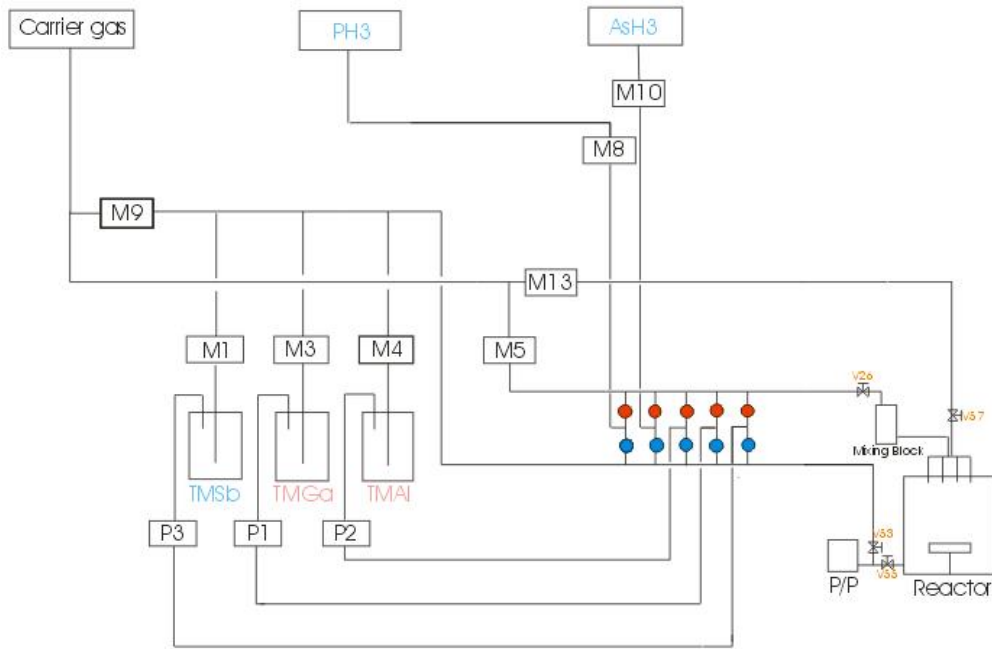 Carrier gas
PH3
AsH3
M10
M8
M9
M13
M1
M3
M4
M5
V26
V37
Mixing Block
TMSb
TMGa
TMAl
P3
P1
P2
V53
V55
P/P
Reactor